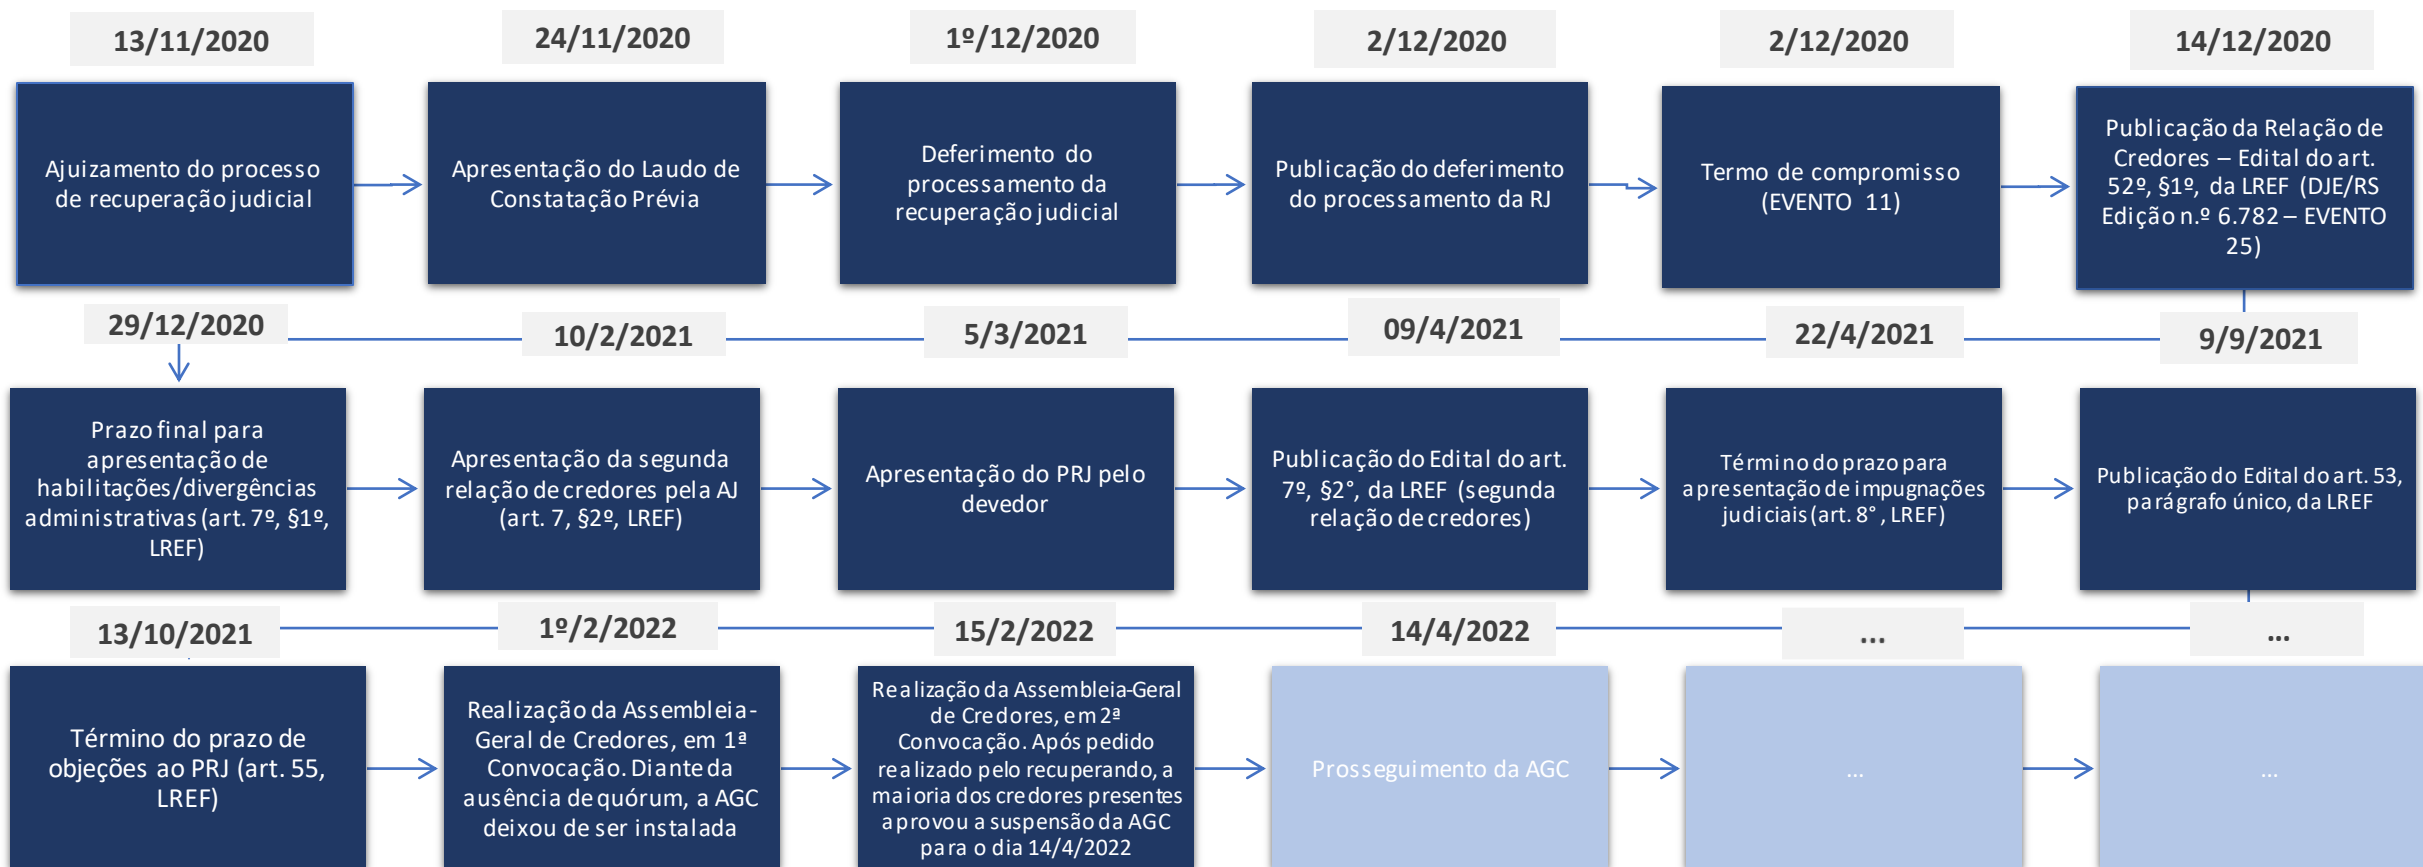 13/11/2020
24/11/2020
1º/12/2020
2/12/2020
2/12/2020
14/12/2020
Ajuizamento do processo
de recuperação judicial
Apresentação do Laudo de
Constatação Prévia
Deferimento do
processamento da
recuperação judicial
Publicação do deferimento
do processamento da RJ
Termo de compromisso
(EVENTO 11)
Publicação da Relação de
Credores – Edital do art.
52º, §1º, da LREF (DJE/RS
Edição n.º 6.782 – EVENTO
25)
29/12/2020
10/2/2021
5/3/2021
09/4/2021
22/4/2021
9/9/2021
Prazo final para
apresentação de
habilitações/divergências
administrativas (art. 7º, §1º,
LREF)
Apresentação da segunda
relação de credores pela AJ
(art. 7, §2º, LREF)
Apresentação do PRJ pelo
devedor
Publicação do Edital do art.
7º, §2°, da LREF (segunda
relação de credores)
Término do prazo para
apresentação de impugnações
judiciais (art. 8°, LREF)
Publicação do Edital do art. 53,
parágrafo único, da LREF
13/10/2021
1º/2/2022
15/2/2022
14/4/2022
...
...
Término do prazo de
objeções ao PRJ (art. 55,
LREF)
Realização da Assembleia-
Geral de Credores, em 1ª
Convocação. Diante da
ausência de quórum, a AGC
deixou de ser instalada
Realização da Assembleia-Geral
de Credores, em 2ª
Convocação. Após pedido
realizado pelo recuperando, a
maioria dos credores presentes
aprovou a suspensão da AGC
para o dia 14/4/2022
Prosseguimento da AGC
...
...